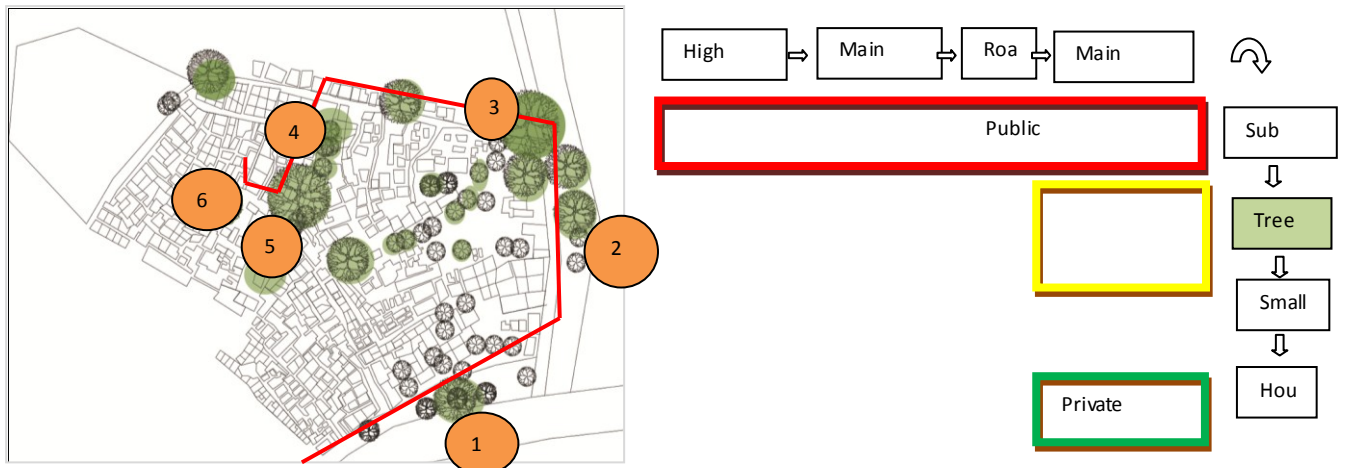 High
Main
Roa
Main
Public
Sub
Tree
Small
Hou
Private
3
4
6
5
2
1